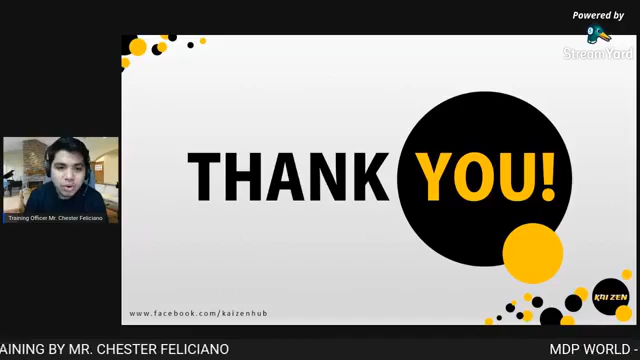 Powered by
StreamYard
THANK YOU!
Training Officer Mr. Chester Feliciano
KAIZEN
www.facebook.com/kaizenhub
AINING BY MR. CHESTER FELICIANO
MDP WORLD -